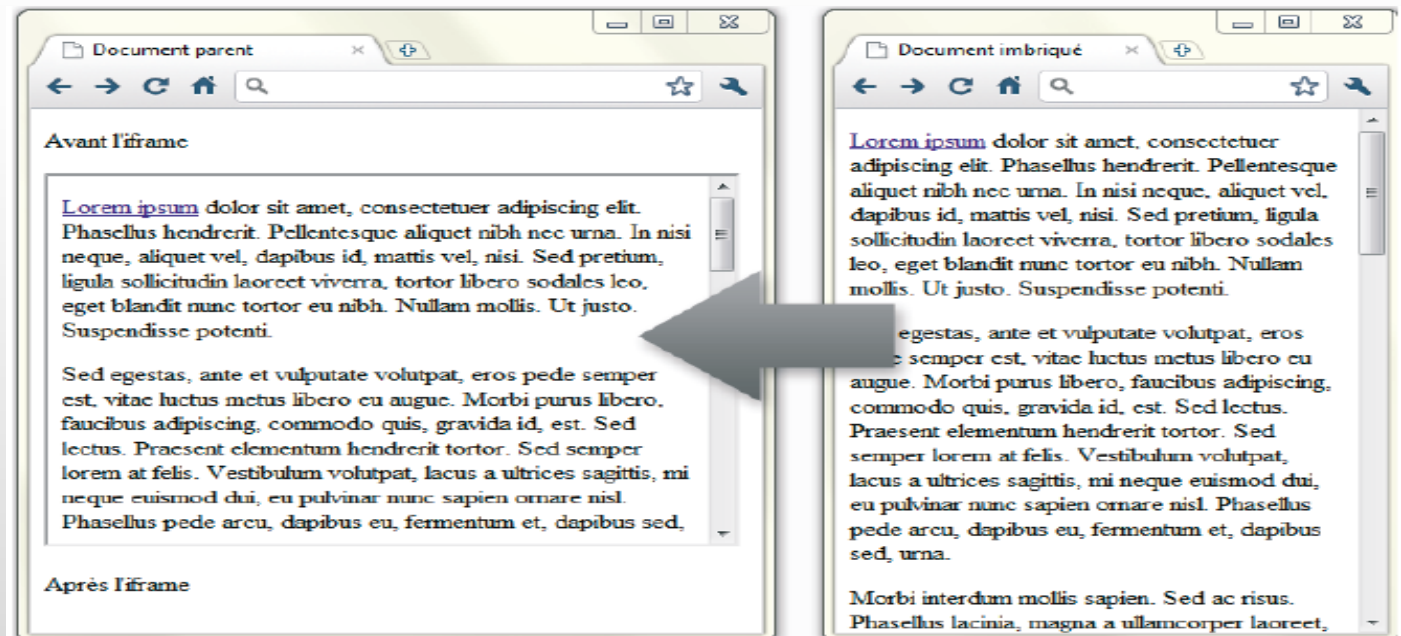 Document parent
Avant l'iframe
Lorem ipsum dolor sit amet, consectetuer adipiscing elit.
Phasellus hendrerit. Pellentesque aliquet nibh nec urna. In nisi
neque, aliquet vel, dapibus id, mattis vel, nisi. Sed pretium,
ligula sollicitudin laoreet viverra, tortor libero sodales leo,
eget blandit nunc tortor eu nibh. Nullam mollis. Ut justo.
Suspendisse potenti.
Sed egestas, ante et vulputate volutpat, eros pede semper
est, vitae luctus metus libero eu augue. Morbi purus libero,
faucibus adipiscing, commodo quis, gravida id, est. Sed
lectus. Praesent elementum hendrerit tortor. Sed semper
lorem at felis. Vestibulum volutpat, lacus a ultrices sagittis, mi
neque euismod dui, eu pulvinar nunc sapien ornare nisl.
Phasellus pede arcu, dapibus eu, fermentum et, dapibus sed,
Après l'iframe
Document imbriqué
Lorem ipsum dolor sit amet, consectetuer
adipiscing elit. Phasellus hendrerit. Pellentesque
aliquet nibh nec urna. In nisi neque, aliquet vel,
dapibus id, mattis vel, nisi. Sed pretium, ligula
sollicitudin laoreet viverra, tortor libero sodales
leo, eget blandit nunc tortor eu nibh. Nullam
mollis. Ut justo. Suspendisse potenti.
egestas, ante et vulputate volutpat, eros
semper est, vitae luctus metus libero eu
augue. Morbi purus libero, faucibus adipiscing,
commodo quis, gravida id, est. Sed lectus.
Praesent elementum hendrerit tortor. Sed
semper lorem at felis. Vestibulum volutpat,
lacus a ultrices sagittis, mi neque euismod dui,
eu pulvinar nunc sapien ornare nisl. Phasellus
pede arcu, dapibus eu, fermentum et, dapibus
sed, urna.
Morbi interdum mollis sapien. Sed ac risus.
Phasellus lacinia, magna a ullamcorper laoreet,